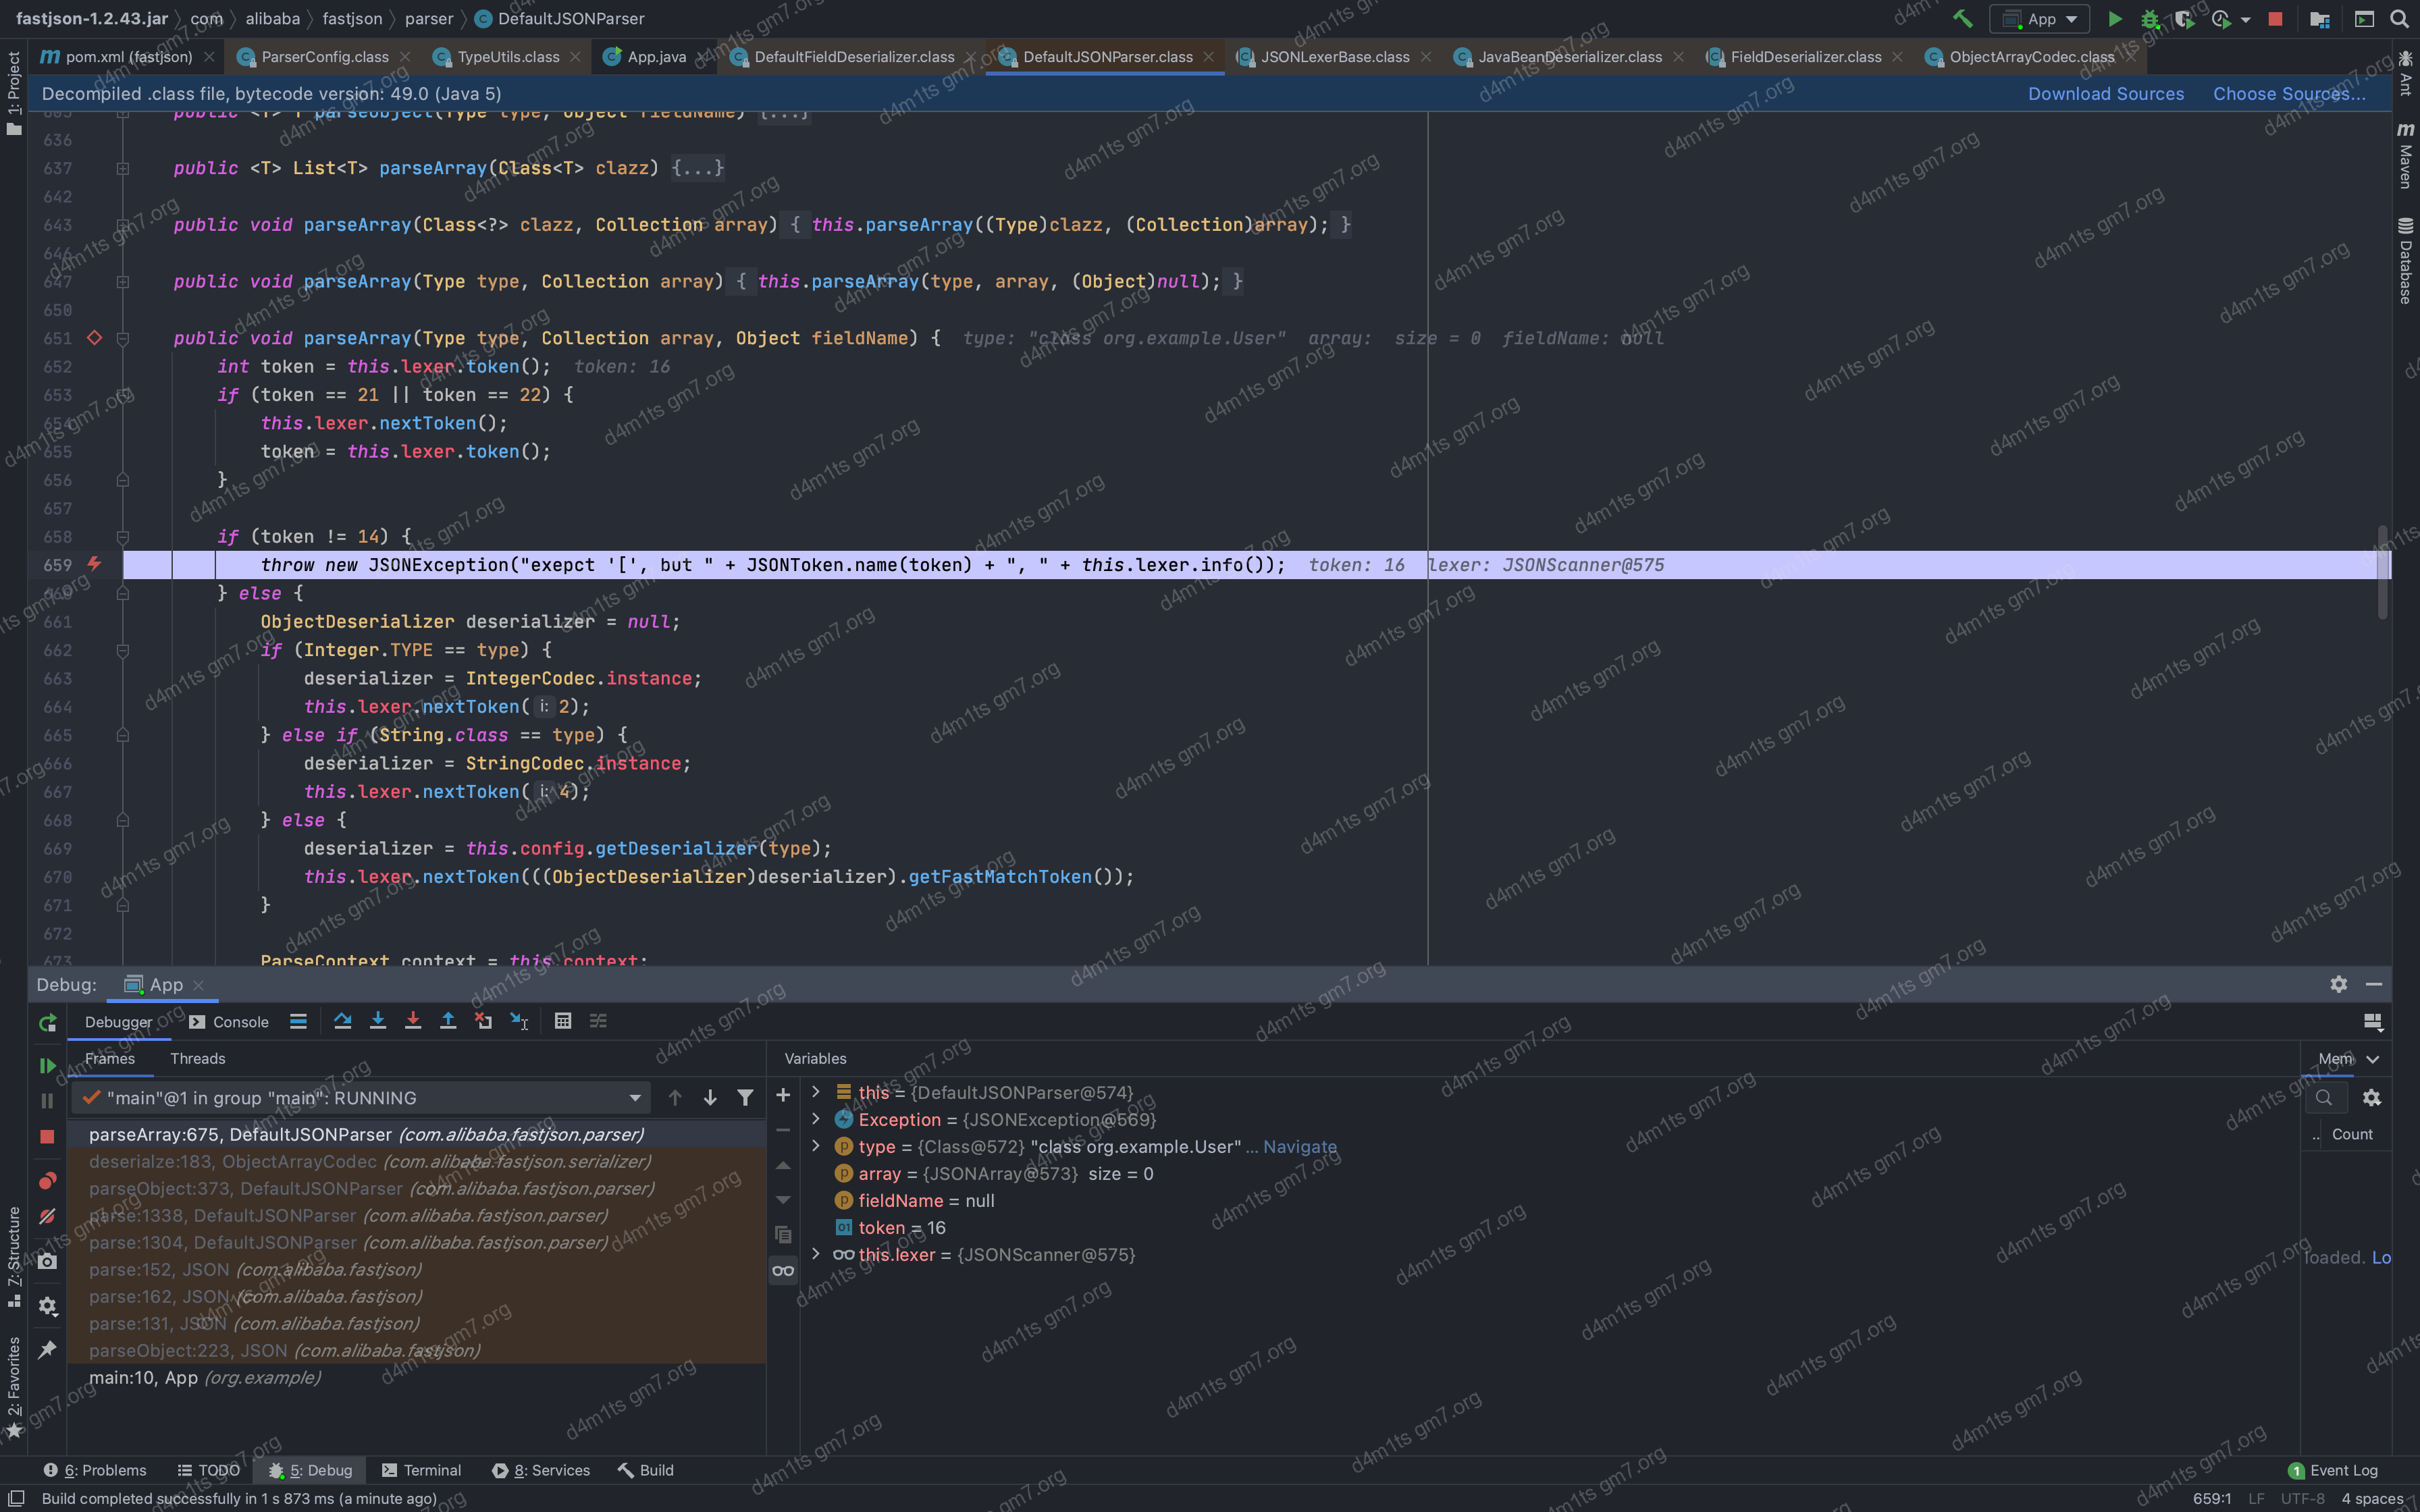 fastjson-1.2.43.jar com alibaba fastjson parser DefaultJSONParser App
pom.xml (fastjson) ParserConfig.class TypeUtils.class App.java DefaultFieldDeserializer.class DefaultJSONParser.class JSONLexerBase.class JavaBeanDeserializer.class FieldDeserializer.class ObjectArrayCodec.class
Decompiled .class file, bytecode version: 49.0 (Java 5) Download Sources Choose Sources...
public <T> T parseObject(Type type, Object fieldName) {...}
636
637 public <T> List<T> parseArray(Class<T> clazz) {...}
642
643 public void parseArray(Class<?> clazz, Collection array) { this.parseArray((Type)clazz, (Collection)array); }
646
647 public void parseArray(Type type, Collection array) { this.parseArray(type, array, (Object)null); }
650
651 public void parseArray(Type type, Collection array, Object fieldName) { type: "class org.example.User" array: size = 0 fieldName: null
652 int token = this.lexer.token(); token: 16
653 if (token == 21 || token == 22) {
654 this.lexer.nextToken();
655 token = this.lexer.token();
656 }
657
658 if (token != 14) {
659 throw new JSONException("exepct '[', but " + JSONToken.name(token) + ", " + this.lexer.info()); token: 16 lexer: JSONScanner@575
660 } else {
661 ObjectDeserializer deserializer = null;
662 if (Integer.TYPE == type) {
663 deserializer = IntegerCodec.instance;
664 this.lexer.nextToken( i: 2);
665 } else if (String.class == type) {
666 deserializer = StringCodec.instance;
667 this.lexer.nextToken( i: 4);
668 } else {
669 deserializer = this.config.getDeserializer(type);
670 this.lexer.nextToken(((ObjectDeserializer)deserializer).getFastMatchToken());
671 }
672
673 ParseContext context = this.context;
Debug: App
Debugger Console
Frames Threads Variables Mem
"main"@1 in group "main": RUNNING
parseArray:675, DefaultJSONParser (com.alibaba.fastjson.parser)
deserialze:183, ObjectArrayCodec (com.alibaba.fastjson.serializer)
parseObject:373, DefaultJSONParser (com.alibaba.fastjson.parser)
parse:1338, DefaultJSONParser (com.alibaba.fastjson.parser)
parse:1304, DefaultJSONParser (com.alibaba.fastjson.parser)
parse:152, JSON (com.alibaba.fastjson)
parse:162, JSON (com.alibaba.fastjson)
parse:131, JSON (com.alibaba.fastjson)
parseObject:223, JSON (com.alibaba.fastjson)
main:10, App (org.example)
this = {DefaultJSONParser@574}
Exception = {JSONException@569}
type = {Class@572} "class org.example.User" ... Navigate
array = {JSONArray@573} size = 0
fieldName = null
token = 16
this.lexer = {JSONScanner@575}
.. Count
loaded. Lo
1: Project
7: Structure
2: Favorites
Ant
Maven
Database
6: Problems TODO 5: Debug Terminal 8: Services Build 1 Event Log
Build completed successfully in 1 s 873 ms (a minute ago) 659:1 LF UTF-8 4 spaces
d4m1ts gm7.org